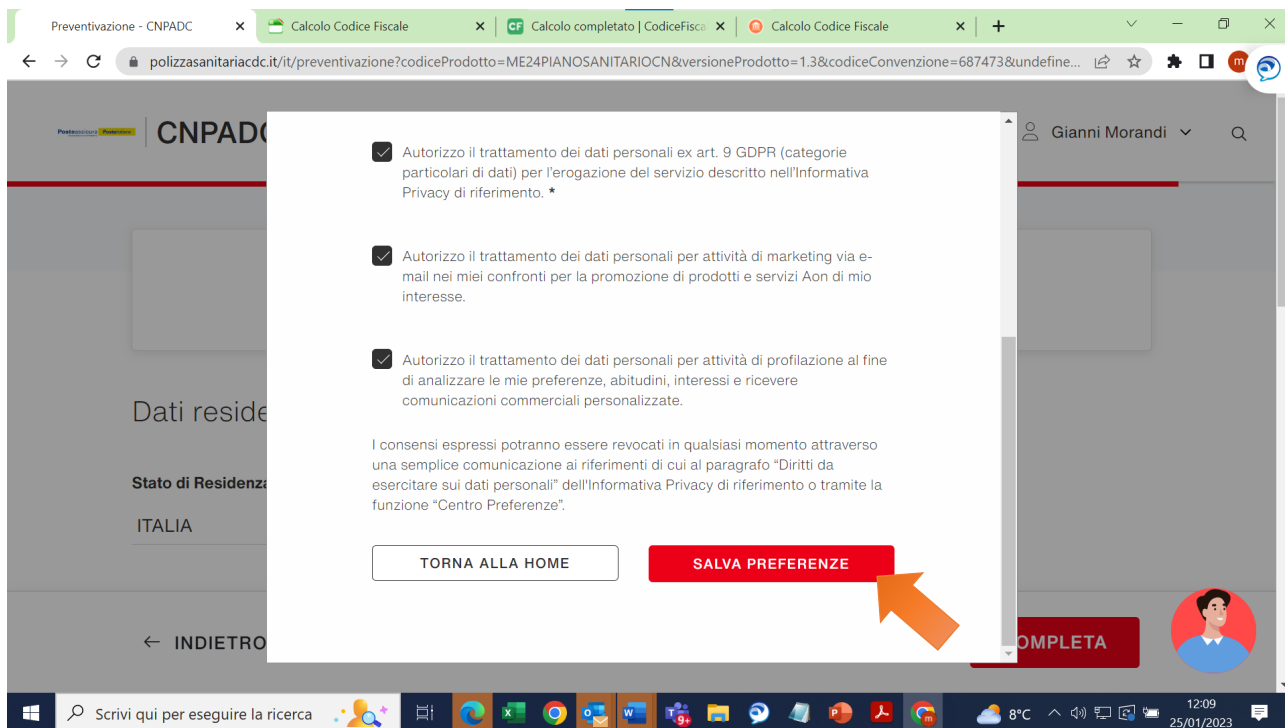 Preventivazione - CNPADC
Calcolo Codice Fiscale
CF Calcolo completato | CodiceFisca
Calcolo Codice Fiscale
polizzasanitariacdc.it/it/preventivazione?codiceProdotto=ME24PIANOSANITARIOCN&versioneProdotto=1.3&codiceConvenzione=687473&undefine...
m
CNPADC
Gianni Morandi
Autorizzo il trattamento dei dati personali ex art. 9 GDPR (categorie
particolari di dati) per l'erogazione del servizio descritto nell'Informativa
Privacy di riferimento. *
Autorizzo il trattamento dei dati personali per attività di marketing via e-
mail nei miei confronti per la promozione di prodotti e servizi Aon di mio
interesse.
Autorizzo il trattamento dei dati personali per attività di profilazione al fine
di analizzare le mie preferenze, abitudini, interessi e ricevere
comunicazioni commerciali personalizzate.
Dati reside
I consensi espressi potranno essere revocati in qualsiasi momento attraverso
una semplice comunicazione ai riferimenti di cui al paragrafo “Diritti da
esercitare sui dati personali” dell'Informativa Privacy di riferimento o tramite la
funzione “Centro Preferenze”.
Stato di Residenza
ITALIA
TORNA ALLA HOME
SALVA PREFERENZE
INDIETRO
OMPLETA
Scrivi qui per eseguire la ricerca
8°C
12:09
25/01/2023